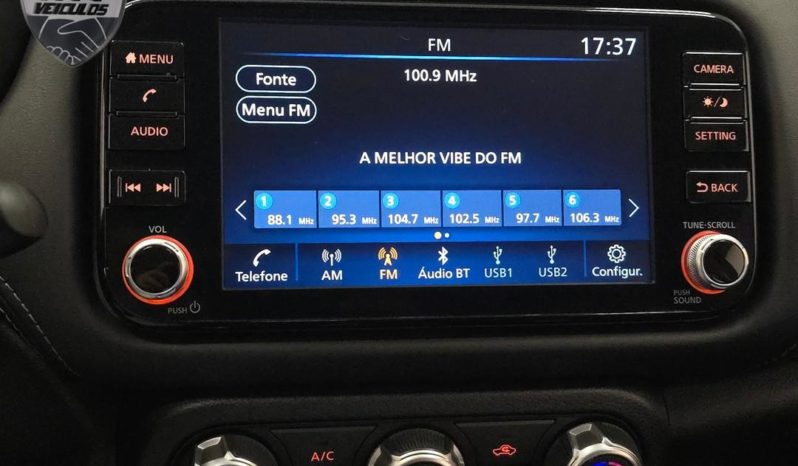 VEÍCULOS
FM
17:37
100.9 MHz
Fonte
Menu FM
A MELHOR VIBE DO FM
1 2 3 4 5 6
88.1 MHz 95.3 MHz 104.7 MHz 102.5 MHz 97.7 MHz 106.3 MHz
Telefone AM FM Áudio BT USB1 USB2 Configur.
MENU
AUDIO
VOL
PUSH
CAMERA
SETTING
BACK
TUNE·SCROLL
PUSH
SOUND
A/C